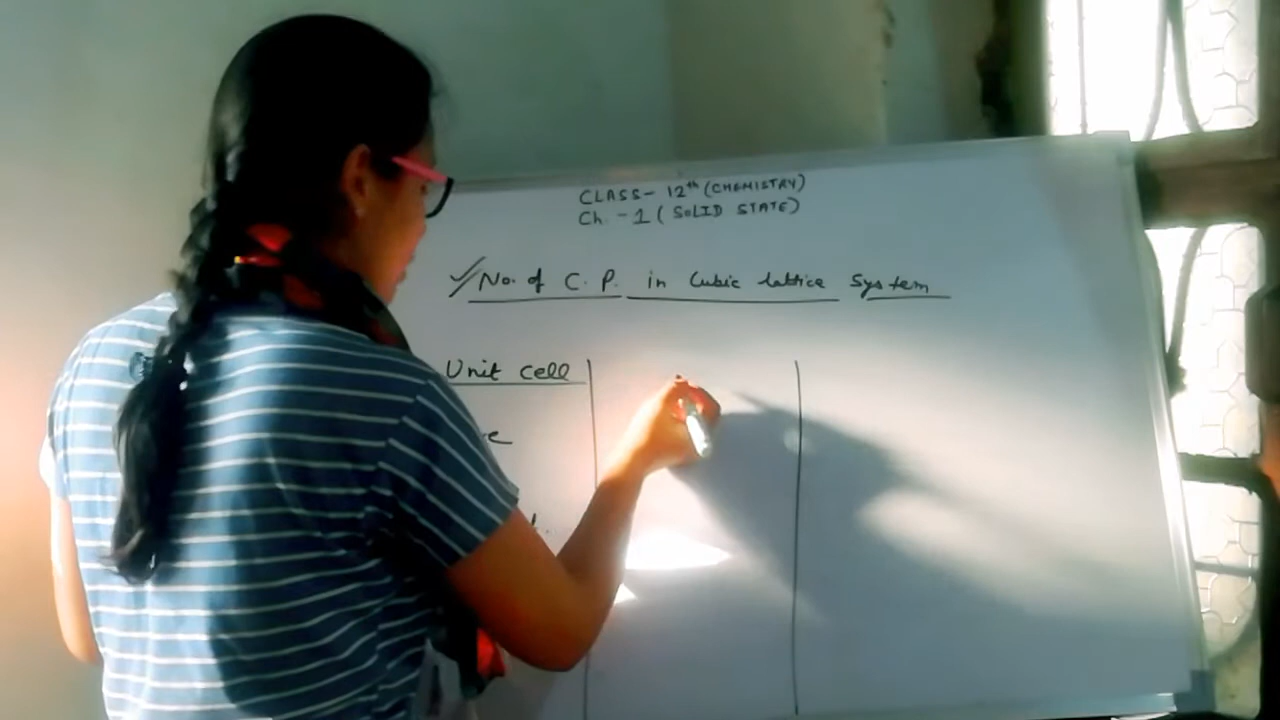 CLASS- 12th (CHEMISTRY)
Ch. - 1 ( SOLID STATE)
No. of C. P. in Cubic lattice System
Unit cell